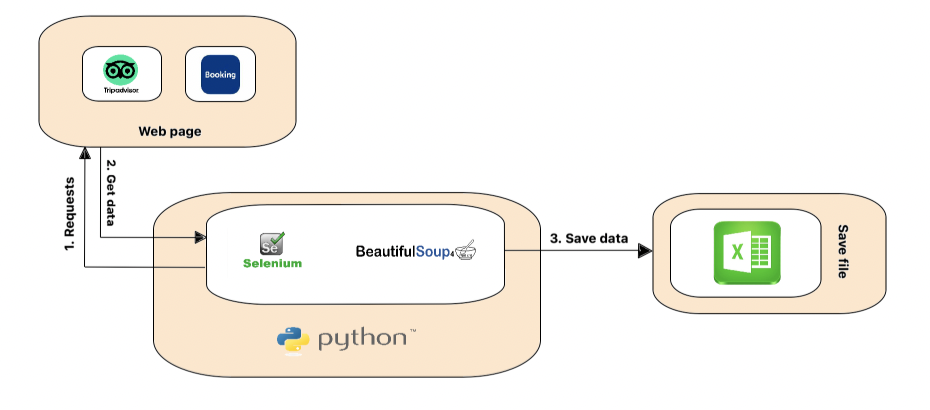 Tripadvisor
Booking
Web page
1. Requests
2. Get data
Se
Selenium
BeautifulSoup4
3. Save data
X
Save file
python™